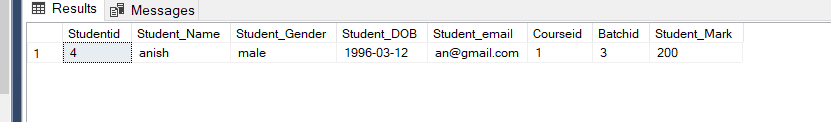 Results Messages
Studentid Student_Name Student_Gender Student_DOB Student_email Courseid Batchid Student_Mark
1 4 anish male 1996-03-12 an@gmail.com 1 3 200